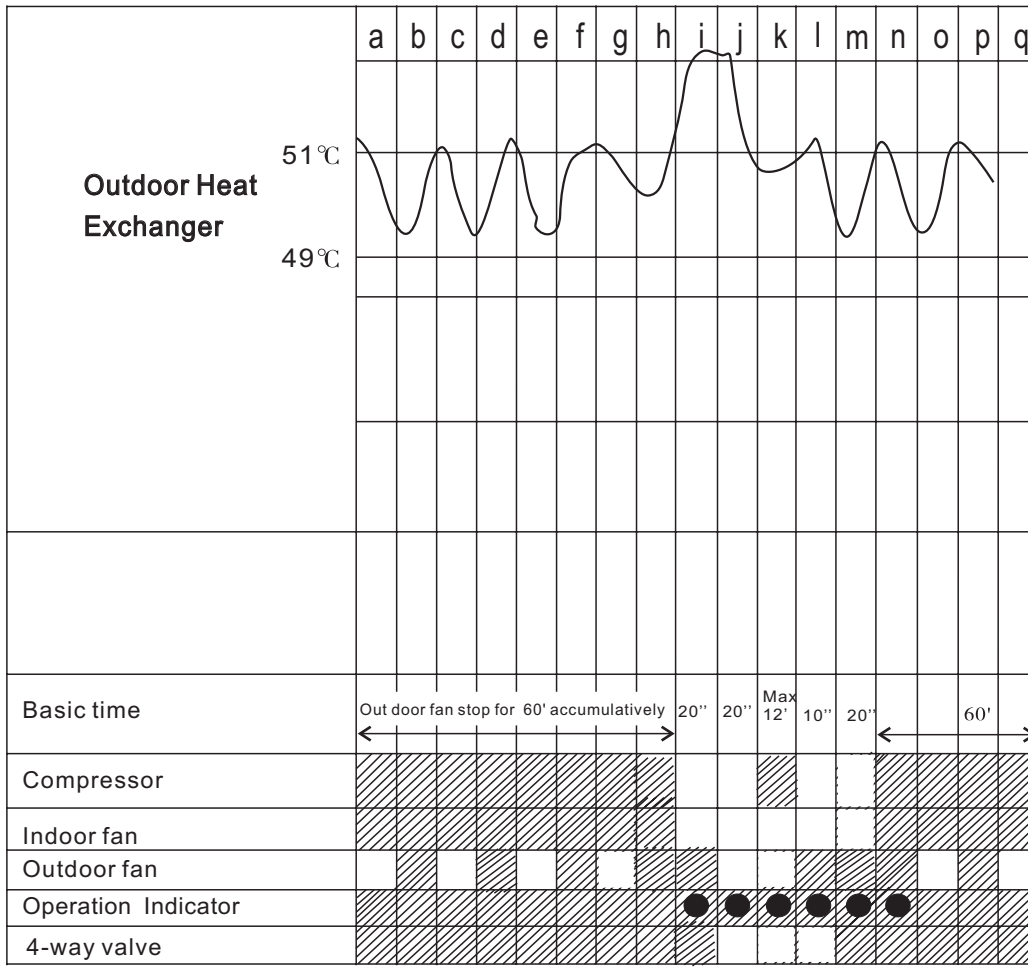 a b c d e f g h i j k l m n o p q
51℃
Outdoor Heat
Exchanger
49℃
Basic time
Out door fan stop for 60' accumulatively 20'' 20'' Max 12' 10'' 20'' 60'
Compressor
Indoor fan
Outdoor fan
Operation Indicator
4-way valve